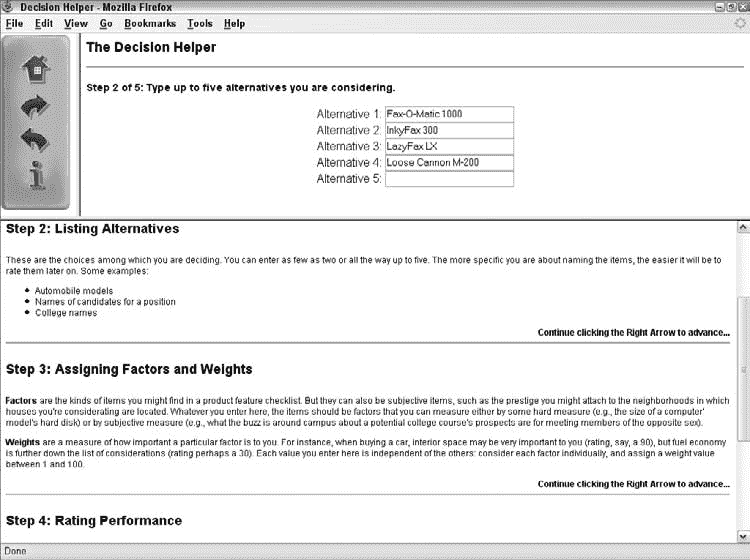 Decision Helper - Mozilla Firefox
File Edit View Go Bookmarks Tools Help
The Decision Helper
Step 2 of 5: Type up to five alternatives you are considering.
Alternative 1: Fax-O-Matic 1000
Alternative 2: InkyFax 300
Alternative 3: LazyFax LX
Alternative 4: Loose Cannon M-200
Alternative 5:
Step 2: Listing Alternatives
These are the choices among which you are deciding. You can enter as few as two or all the way up to five. The more specific you are about naming the items, the easier it will be to
rate them later on. Some examples:
• Automobile models
• Names of candidates for a position
• College names
Continue clicking the Right Arrow to advance...
Step 3: Assigning Factors and Weights
Factors are the kinds of items you might find in a product feature checklist. But they can also be subjective items, such as the prestige you might attach to the neighborhoods in which
houses you're considerating are located. Whatever you enter here, the items should be factors that you can measure either by some hard measure (e.g., the size of a computer'
model's hard disk) or by subjective measure (e.g., what the buzz is around campus about a potential college course's prospects are for meeting members of the opposite sex).
Weights are a measure of how important a particular factor is to you. For instance, when buying a car, interior space may be very important to you (rating, say, a 90), but fuel economy
is further down the list of considerations (rating perhaps a 30). Each value you enter here is independent of the others: consider each factor individually, and assign a weight value
between 1 and 100.
Continue clicking the Right Arrow to advance...
Step 4: Rating Performance
Done